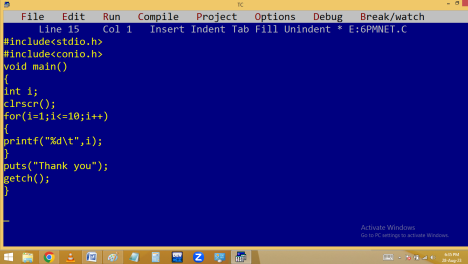 TC
File Edit Run Compile Project Options Debug Break/watch
Line 15 Col 1 Insert Indent Tab Fill Unindent * E:6PMNET.C
#include<stdio.h>
#include<conio.h>
void main()
{
int i;
clrscr();
for(i=1;i<=10;i++)
{
printf("%d\t",i);
}
puts("Thank you");
getch();
}
Activate Windows
Go to PC settings to activate Windows.